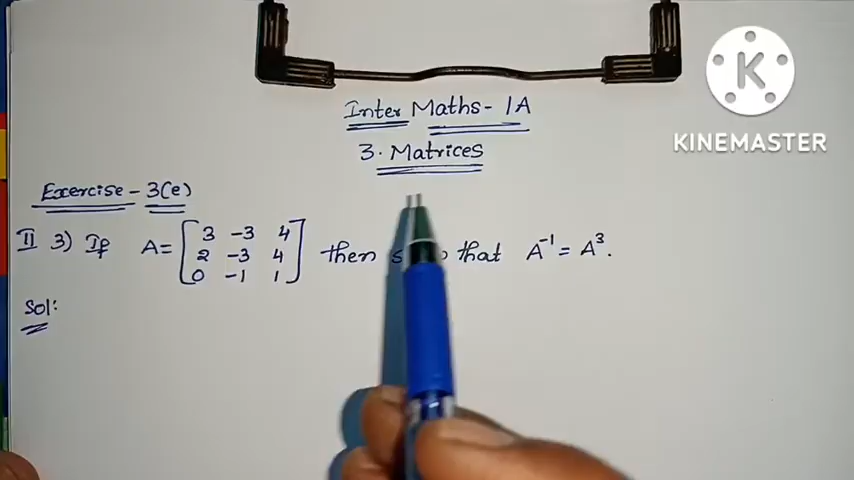 Inter Maths - 1A
K
KINEMASTER
3. Matrices
Exercise - 3(e)
II 3) If A = [3 -3 4
2 -3 4
0 -1 1] then that A⁻¹ = A³.
Sol: